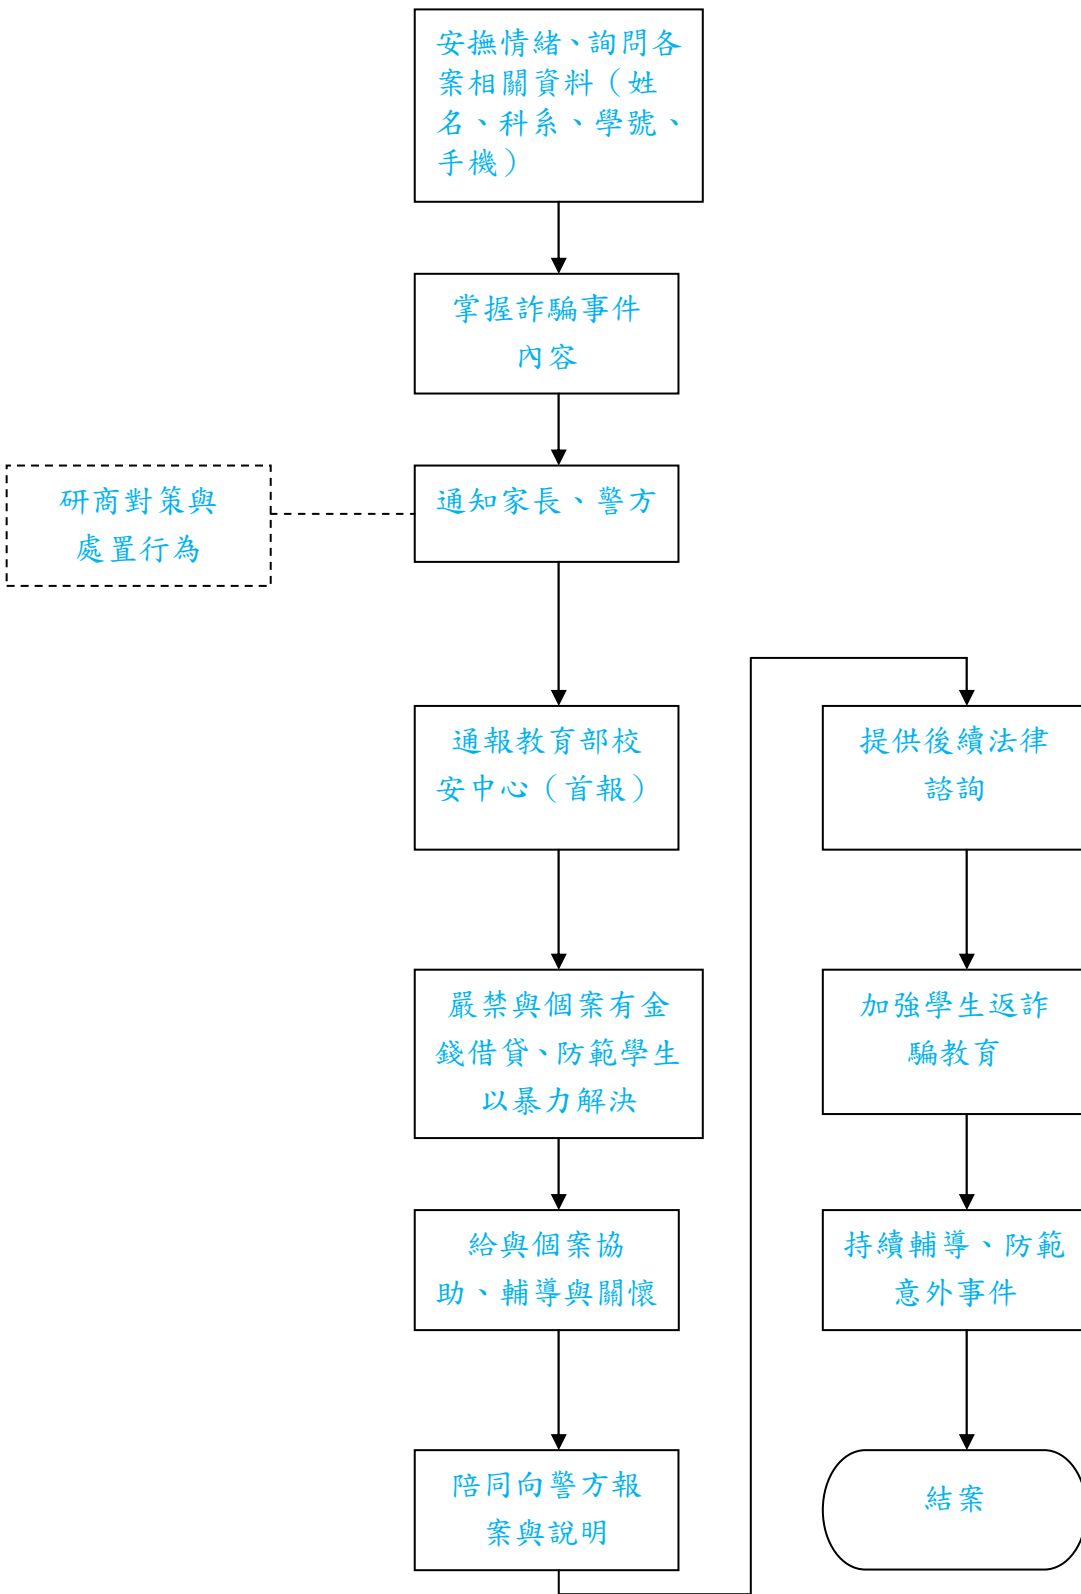 安撫情緒、詢問各
案相關資料（姓
名、科系、學號、
手機）
掌握詐騙事件
內容
研商對策與
處置行為
通知家長、警方
通報教育部校
安中心（首報）
嚴禁與個案有金
錢借貸、防範學生
以暴力解決
給與個案協
助、輔導與關懷
陪同向警方報
案與說明
提供後續法律
諮詢
加強學生返詐
騙教育
持續輔導、防範
意外事件
結案